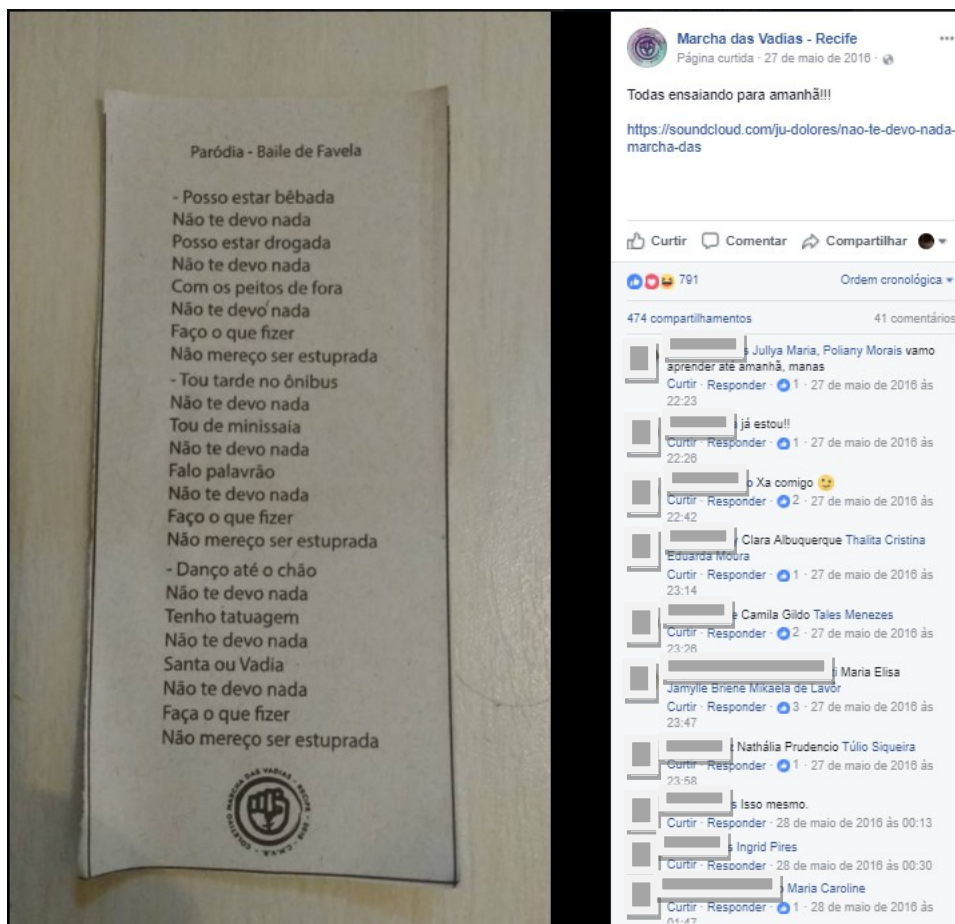 Paródia - Baile de Favela
- Posso estar bêbada
Não te devo nada
Posso estar drogada
Não te devo nada
Com os peitos de fora
Não te devo nada
Faço o que fizer
Não mereço ser estuprada
- Tou tarde no ônibus
Não te devo nada
Tou de minissaia
Não te devo nada
Falo palavrão
Não te devo nada
Faço o que fizer
Não mereço ser estuprada
- Danço até o chão
Não te devo nada
Tenho tatuagem
Não te devo nada
Santa ou Vadia
Não te devo nada
Faça o que fizer
Não mereço ser estuprada
COLETIVO MARCHA DAS VADIAS - RECIFE
Marcha das Vadias - Recife
Página curtida · 27 de maio de 2016
Todas ensaiando para amanhã!!!
https://soundcloud.com/ju-dolores/nao-te-devo-nada-
marcha-das
Curtir Comentar Compartilhar
791 Ordem cronológica
474 compartilhamentos 41 comentários
Jullya Maria, Poliany Morais vamo
aprender até amanhã, manas
Curtir · Responder · 1 · 27 de maio de 2016 às
22:23
já estou!!
Curtir · Responder · 1 · 27 de maio de 2016 às
22:26
Xa comigo
Curtir · Responder · 2 · 27 de maio de 2016 às
22:42
Clara Albuquerque Thalita Cristina
Eduarda Moura
Curtir · Responder · 1 · 27 de maio de 2016 às
23:14
Camila Gildo Tales Menezes
Curtir · Responder · 2 · 27 de maio de 2016 às
23:26
Maria Elisa
Jamylle Briene Mikaela de Lavôr
Curtir · Responder · 3 · 27 de maio de 2016 às
23:47
Nathália Prudencio Túlio Siqueira
Curtir · Responder · 1 · 27 de maio de 2016 às
23:58
Isso mesmo.
Curtir · Responder · 28 de maio de 2016 às 00:13
Ingrid Pires
Curtir · Responder · 28 de maio de 2016 às 00:30
Maria Caroline
Curtir · Responder · 1 · 28 de maio de 2016 às
01:47